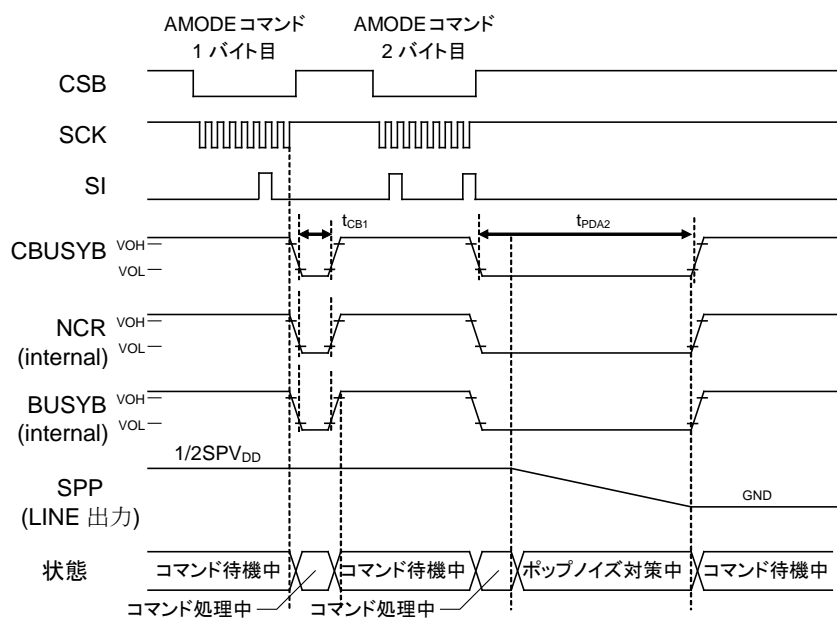 AMODEコマンド
1 バイト目
AMODEコマンド
2 バイト目
CSB
SCK
SI
tCB1
tPDA2
CBUSYB
VOH
VOL
NCR
(internal)
VOH
VOL
BUSYB
(internal)
VOH
VOL
1/2SPVDD
SPP
(LINE 出力)
GND
状態
コマンド待機中
コマンド待機中
ポップノイズ対策中
コマンド待機中
コマンド処理中
コマンド処理中